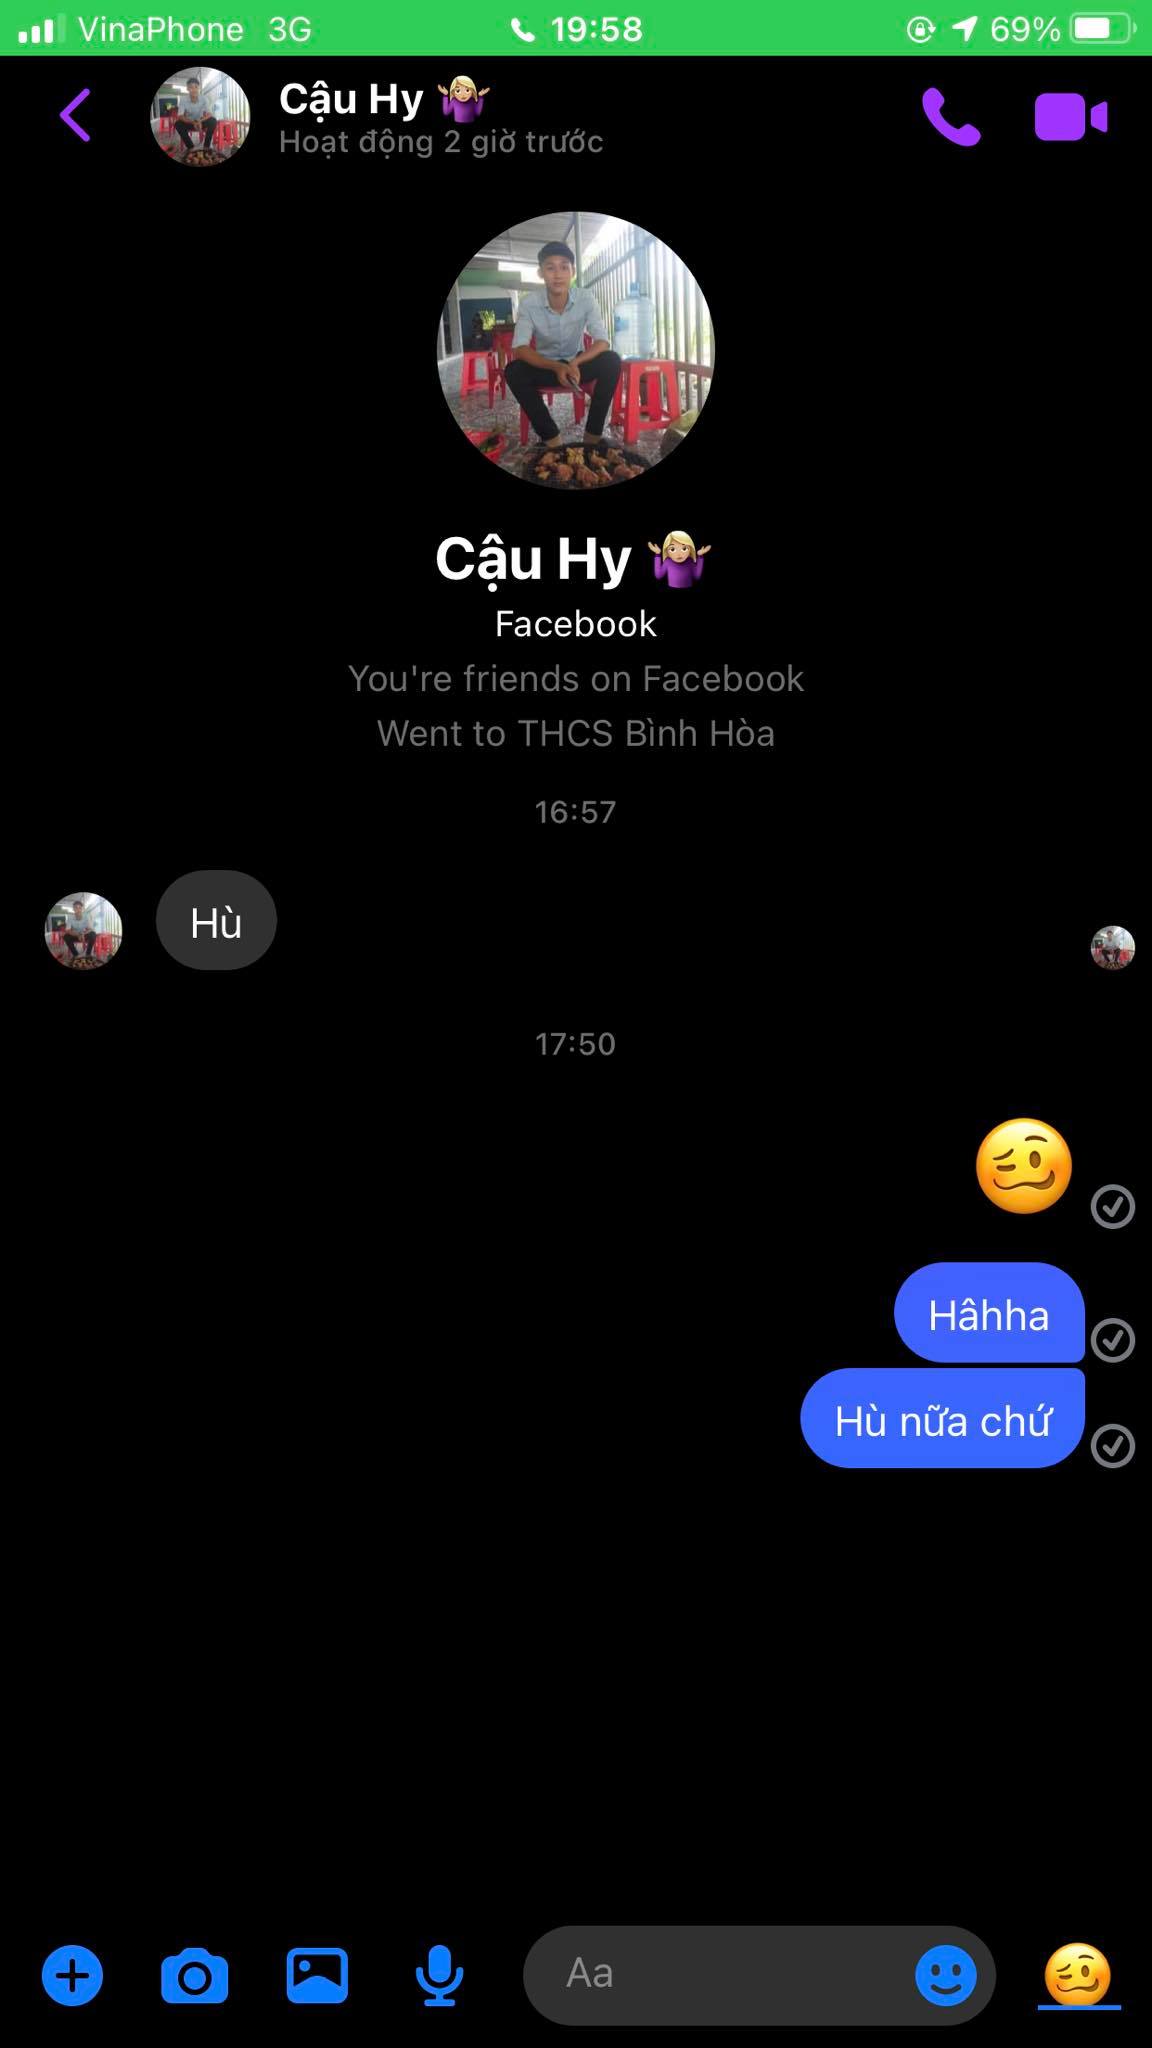 VinaPhone 3G 19:58 69%
Cậu Hy 🤷🏼‍♀️
Hoạt động 2 giờ trước
Cậu Hy 🤷🏼‍♀️
Facebook
You're friends on Facebook
Went to THCS Bình Hòa
16:57
Hù
17:50
🥴
Hâhha
Hù nữa chứ
Aa